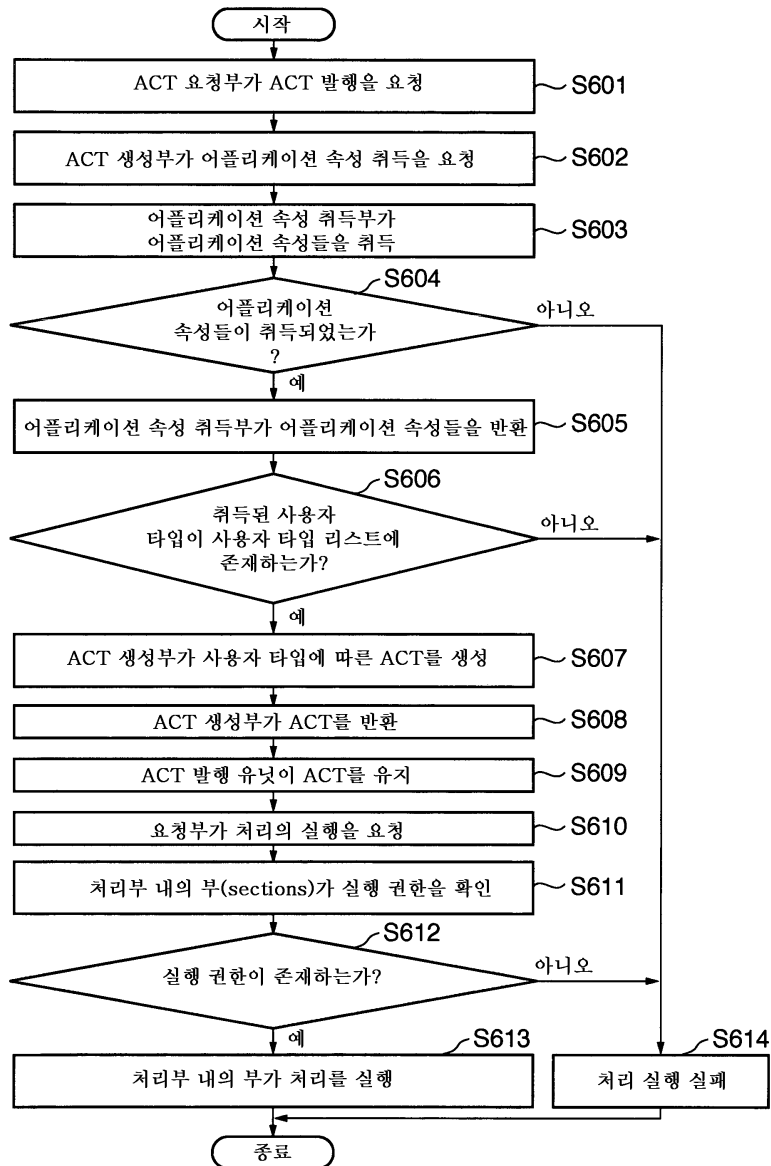 시작
ACT 요청부가 ACT 발행을 요청
S601
ACT 생성부가 어플리케이션 속성 취득을 요청
S602
어플리케이션 속성 취득부가
어플리케이션 속성들을 취득
S603
S604
어플리케이션
속성들이 취득되었는가
?
아니오
예
어플리케이션 속성 취득부가 어플리케이션 속성들을 반환
S605
S606
취득된 사용자
타입이 사용자 타입 리스트에
존재하는가?
아니오
예
ACT 생성부가 사용자 타입에 따른 ACT를 생성
S607
ACT 생성부가 ACT를 반환
S608
ACT 발행 유닛이 ACT를 유지
S609
요청부가 처리의 실행을 요청
S610
처리부 내의 부(sections)가 실행 권한을 확인
S611
S612
실행 권한이 존재하는가?
아니오
예
S613
처리부 내의 부가 처리를 실행
S614
처리 실행 실패
종료